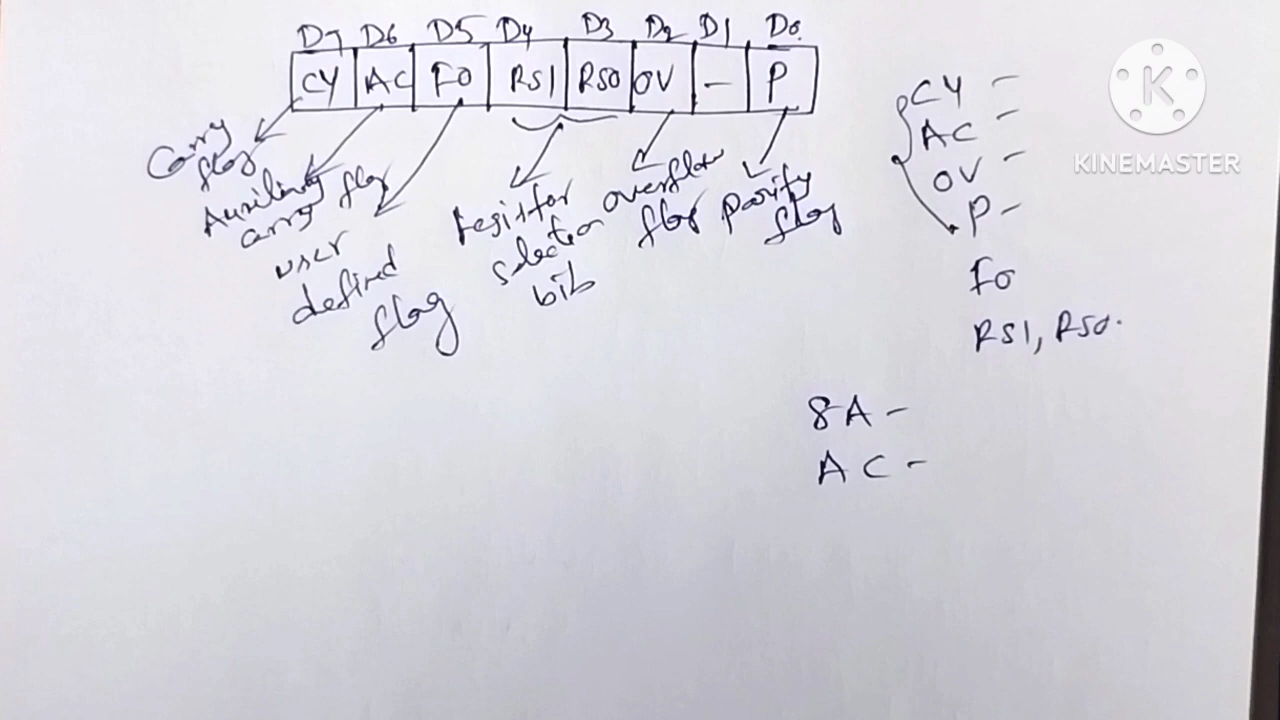 D7 D6 D5 D4 D3 D2 D1 D0.
CY AC F0 RS1 RS0 OV - P
Carry
flag
Auxiliary
carry flag
user
defined
flag
register
selection
bits
overflow
flag
parity
flag
CY -
AC -
OV -
P -
F0
RS1, RS0.
8A -
AC -
KINEMASTER